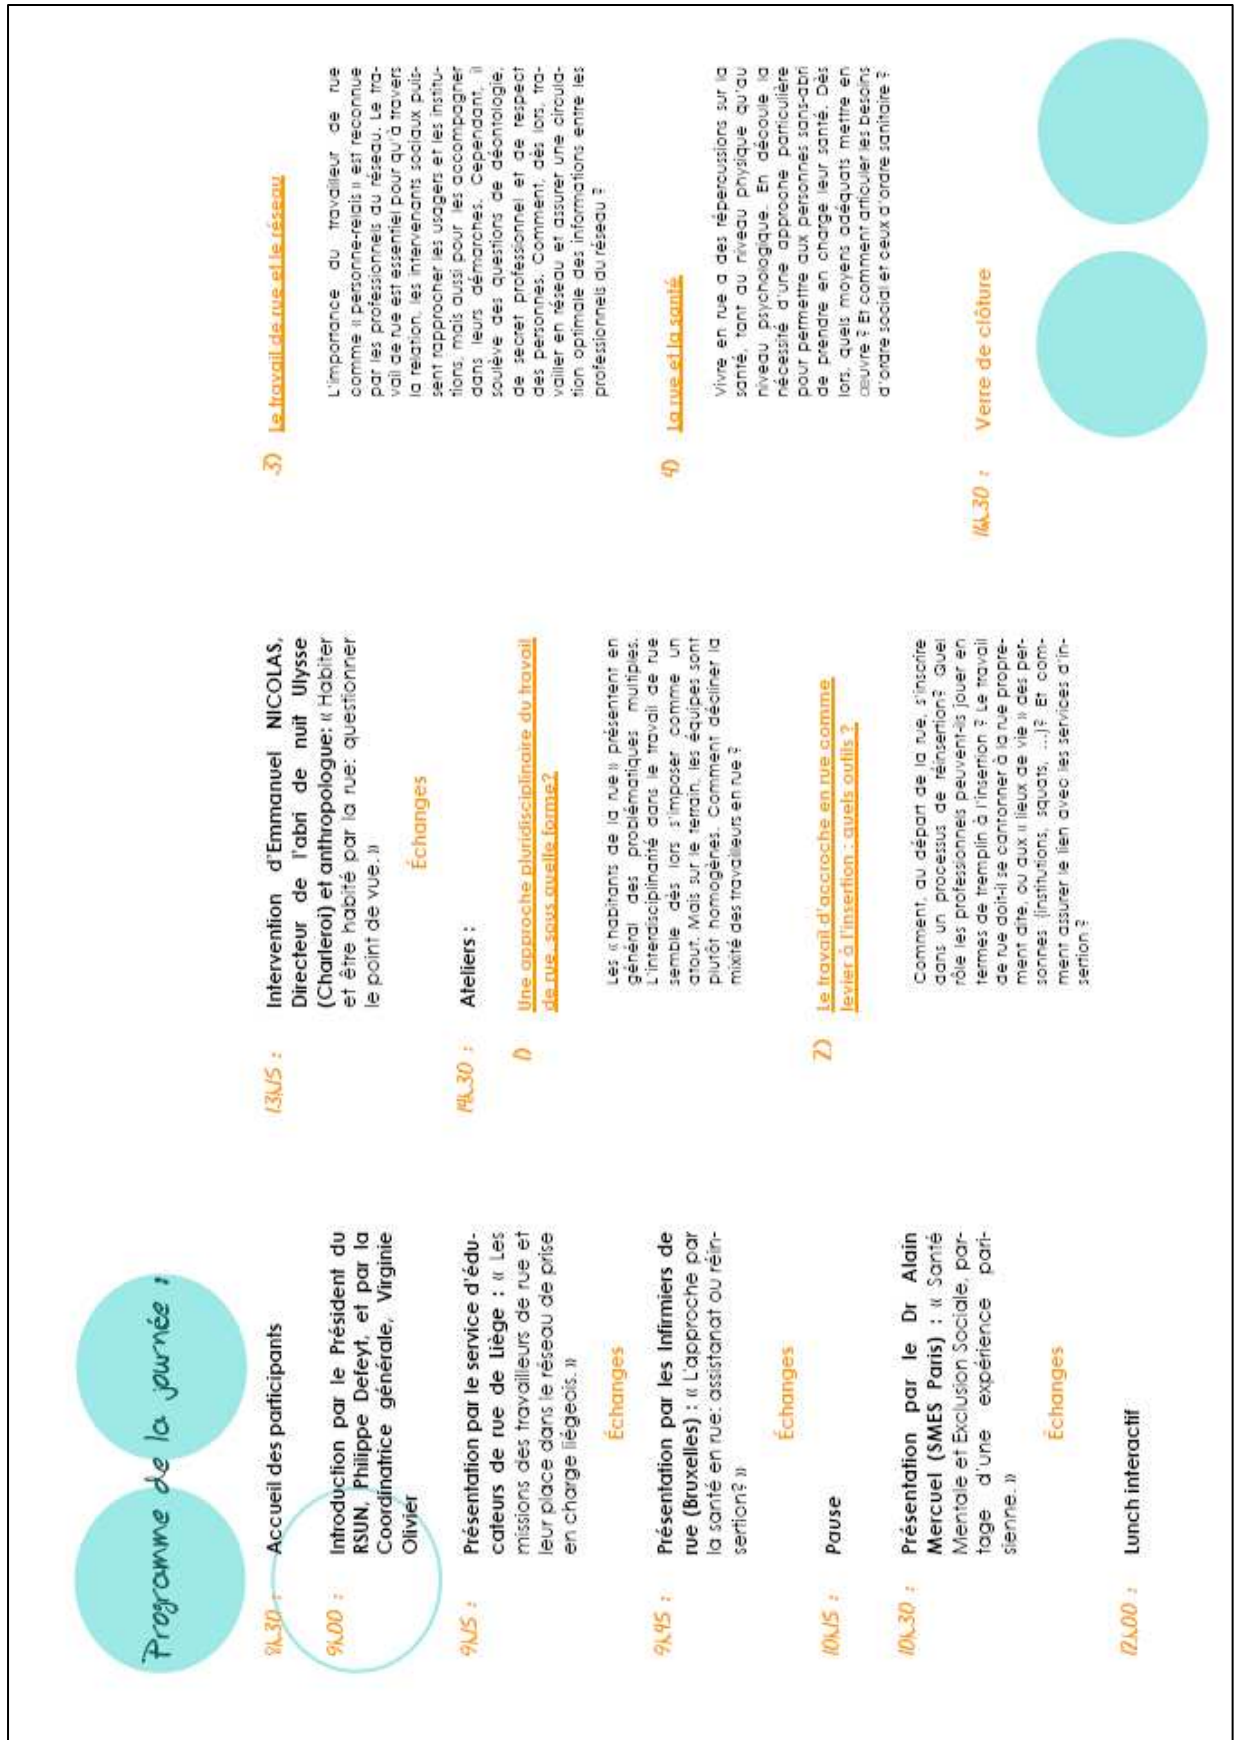 Programme de la journée :
8h30 : Accueil des participants
9h00 : Introduction par le Président du
RSUN, Philippe Defeyt, et par la
Coordinatrice générale, Virginie
Olivier
9h15 : Présentation par le service d'édu-
cateurs de rue de Liège : « Les
missions des travailleurs de rue et
leur place dans le réseau de prise
en charge liégeois. »
Échanges
9h45 : Présentation par les Infirmiers de
rue (Bruxelles) : « L'approche par
la santé en rue: assistanat ou réin-
sertion? »
Échanges
10h15 : Pause
10h30 : Présentation par le Dr Alain
Mercuel (SMES Paris) : « Santé
Mentale et Exclusion Sociale, par-
tage d'une expérience pari-
sienne. »
Échanges
12h00 : Lunch interactif
13h15 : Intervention d'Emmanuel NICOLAS,
Directeur de l'abri de nuit Ulysse
(Charleroi) et anthropologue: « Habiter
et être habité par la rue: questionner
le point de vue. »
Échanges
14h30 : Ateliers :
1) Une approche pluridisciplinaire du travail
de rue, sous quelle forme?
Les « habitants de la rue » présentent en
général des problématiques multiples.
L'interdisciplinarité dans le travail de rue
semble dès lors s'imposer comme un
atout. Mais sur le terrain, les équipes sont
plutôt homogènes. Comment décliner la
mixité des travailleurs en rue ?
2) Le travail d'accroche en rue comme
levier à l'insertion : quels outils ?
Comment, au départ de la rue, s'inscrire
dans un processus de réinsertion? Quel
rôle les professionnels peuvent-ils jouer en
termes de tremplin à l'insertion ? Le travail
de rue doit-il se cantonner à la rue propre-
ment dite, ou aux « lieux de vie » des per-
sonnes (institutions, squats, ...)? Et com-
ment assurer le lien avec les services d'in-
sertion ?
3) Le travail de rue et le réseau
L'importance du travailleur de rue
comme « personne-relais » est reconnue
par les professionnels du réseau. Le tra-
vail de rue est essentiel pour qu'à travers
la relation, les intervenants sociaux puis-
sent rapprocher les usagers et les institu-
tions, mais aussi pour les accompagner
dans leurs démarches. Cependant, il
soulève des questions de déontologie,
de secret professionnel et de respect
des personnes. Comment, dès lors, tra-
vailler en réseau et assurer une circula-
tion optimale des informations entre les
professionnels du réseau ?
4) La rue et la santé
Vivre en rue a des répercussions sur la
santé, tant au niveau physique qu'au
niveau psychologique. En découle la
nécessité d'une approche particulière
pour permettre aux personnes sans-abri
de prendre en charge leur santé. Dès
lors, quels moyens adéquats mettre en
œuvre ? Et comment articuler les besoins
d'ordre social et ceux d'ordre sanitaire ?
16h30 : Verre de clôture